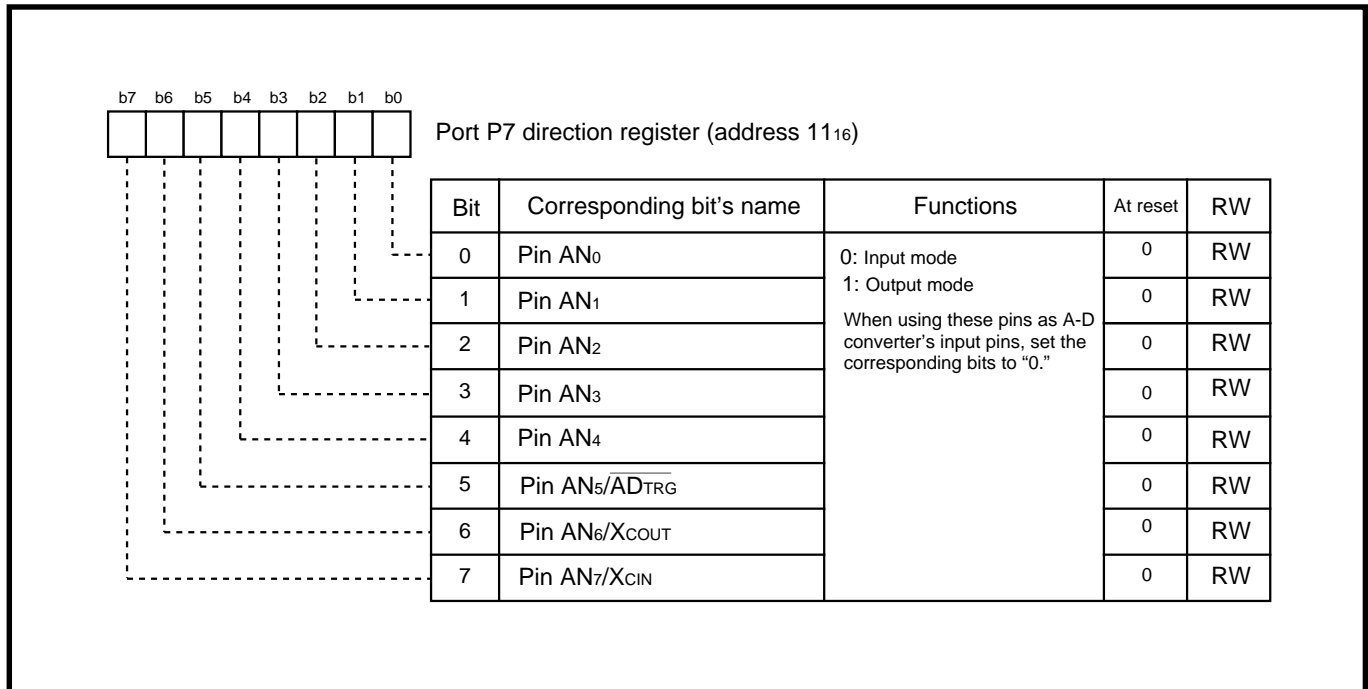 b7 b6 b5 b4 b3 b2 b1 b0
Port P7 direction register (address 11₁₆)
Bit Corresponding bit's name Functions At reset RW
0 Pin AN₀ 0: Input mode 0 RW
1: Output mode
1 Pin AN₁ 0 RW
When using these pins as A-D
2 Pin AN₂ converter's input pins, set the 0 RW
corresponding bits to “0.”
3 Pin AN₃ 0 RW
4 Pin AN₄ 0 RW
5 Pin AN₅/A̅D̅TRG 0 RW
6 Pin AN₆/XCOUT 0 RW
7 Pin AN₇/XCIN 0 RW